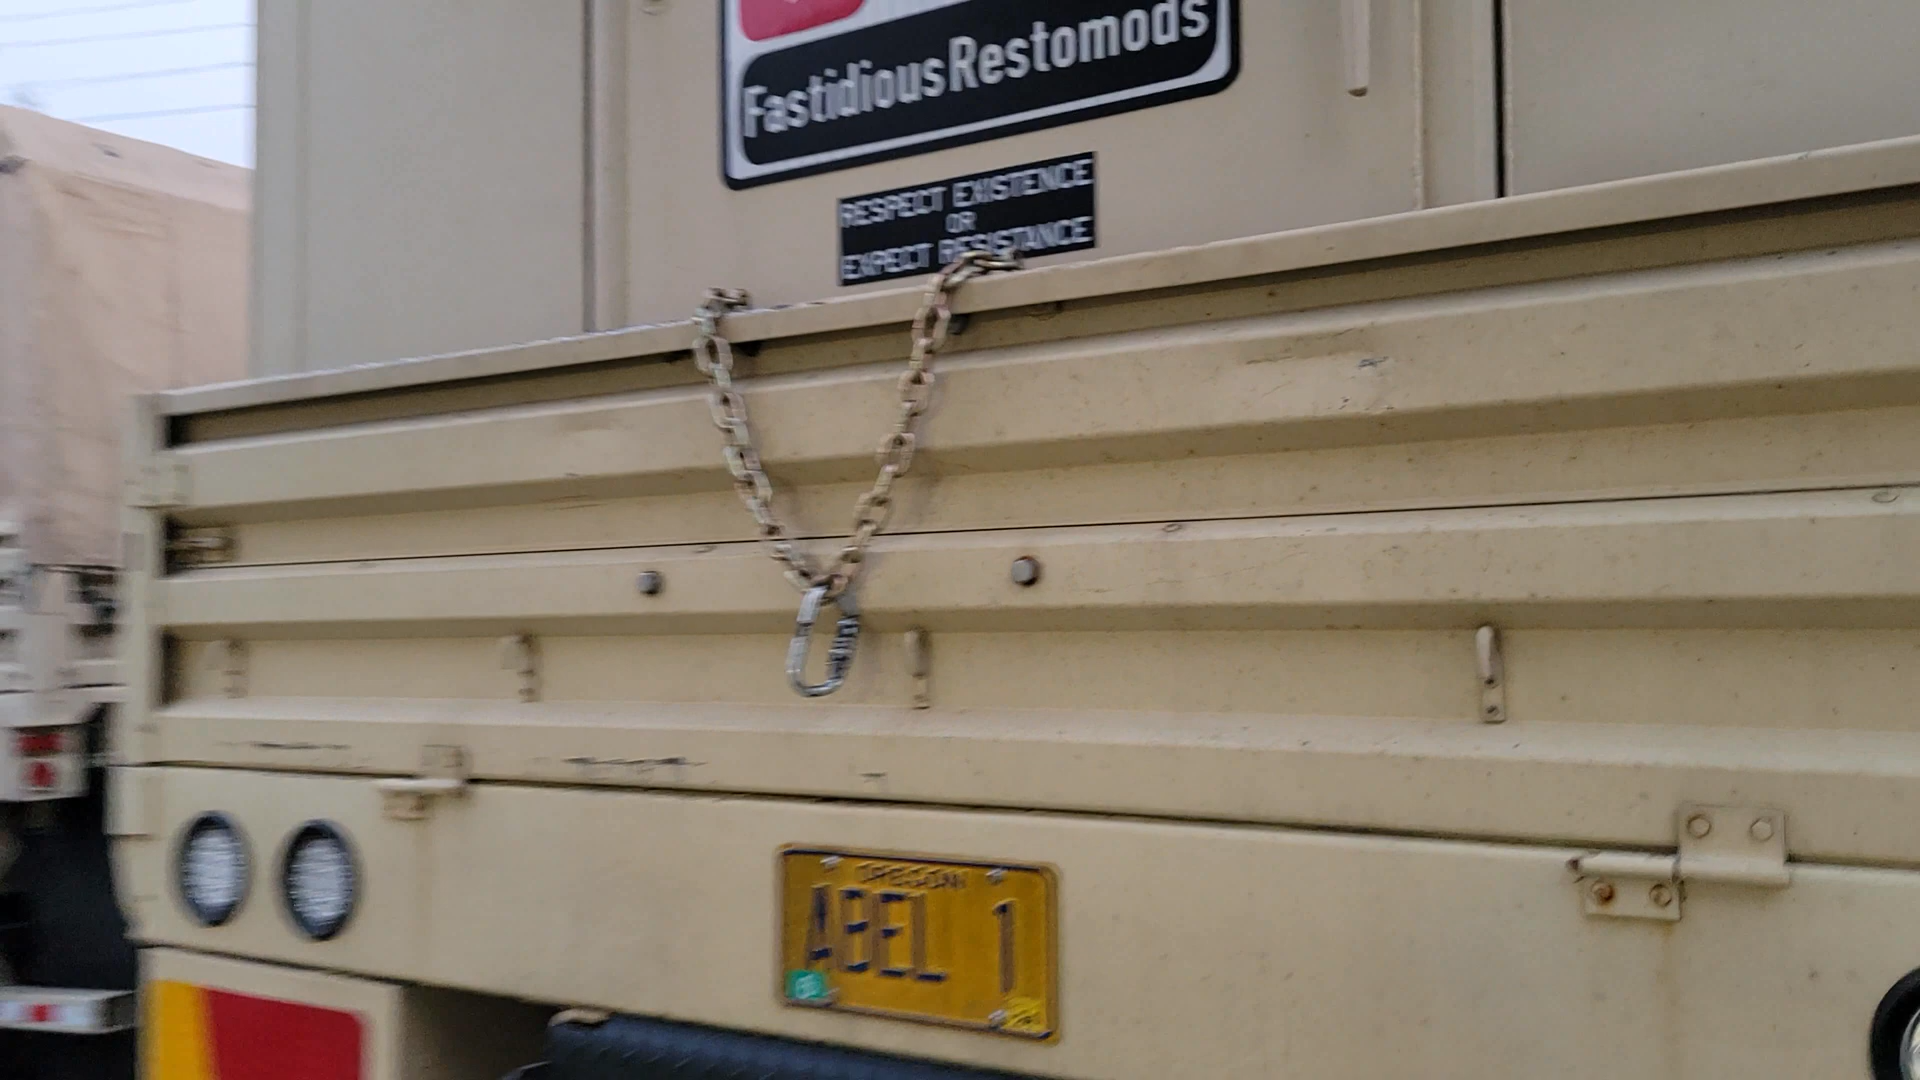 FastidiousRestomods
RESPECT EXISTENCE
OR
EXPECT RESISTANCE
OREGON
ABEL 1